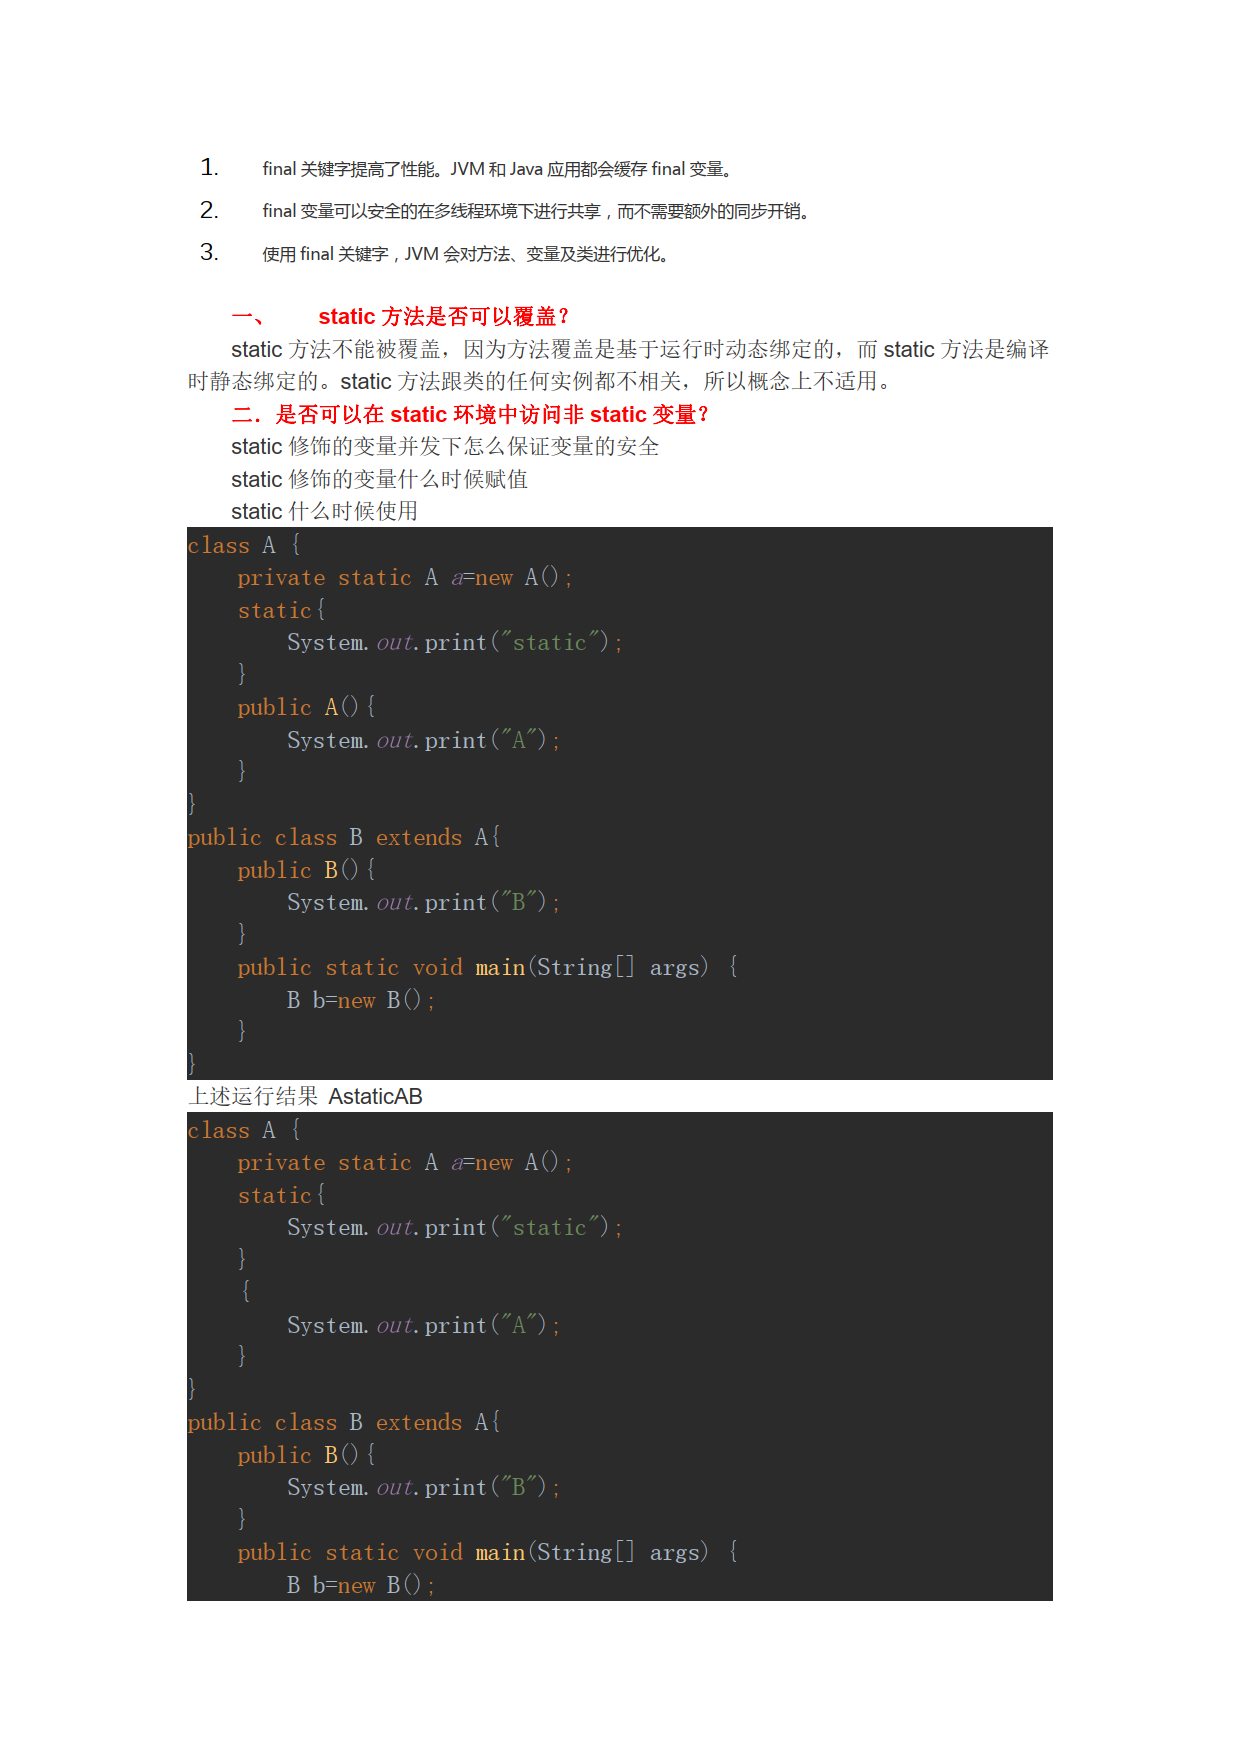 1. final 关键字提高了性能。JVM 和 Java 应用都会缓存 final 变量。
2. final 变量可以安全的在多线程环境下进行共享，而不需要额外的同步开销。
3. 使用 final 关键字，JVM 会对方法、变量及类进行优化。
一、 static 方法是否可以覆盖？
static 方法不能被覆盖，因为方法覆盖是基于运行时动态绑定的，而 static 方法是编译
时静态绑定的。static 方法跟类的任何实例都不相关，所以概念上不适用。
二．是否可以在 static 环境中访问非 static 变量？
static 修饰的变量并发下怎么保证变量的安全
static 修饰的变量什么时候赋值
static 什么时候使用
class A {
    private static A a=new A();
    static{
        System.out.print("static");
    }
    public A(){
        System.out.print("A");
    }
}
public class B extends A{
    public B(){
        System.out.print("B");
    }
    public static void main(String[] args) {
        B b=new B();
    }
}
上述运行结果 AstaticAB
class A {
    private static A a=new A();
    static{
        System.out.print("static");
    }
    {
        System.out.print("A");
    }
}
public class B extends A{
    public B(){
        System.out.print("B");
    }
    public static void main(String[] args) {
        B b=new B();